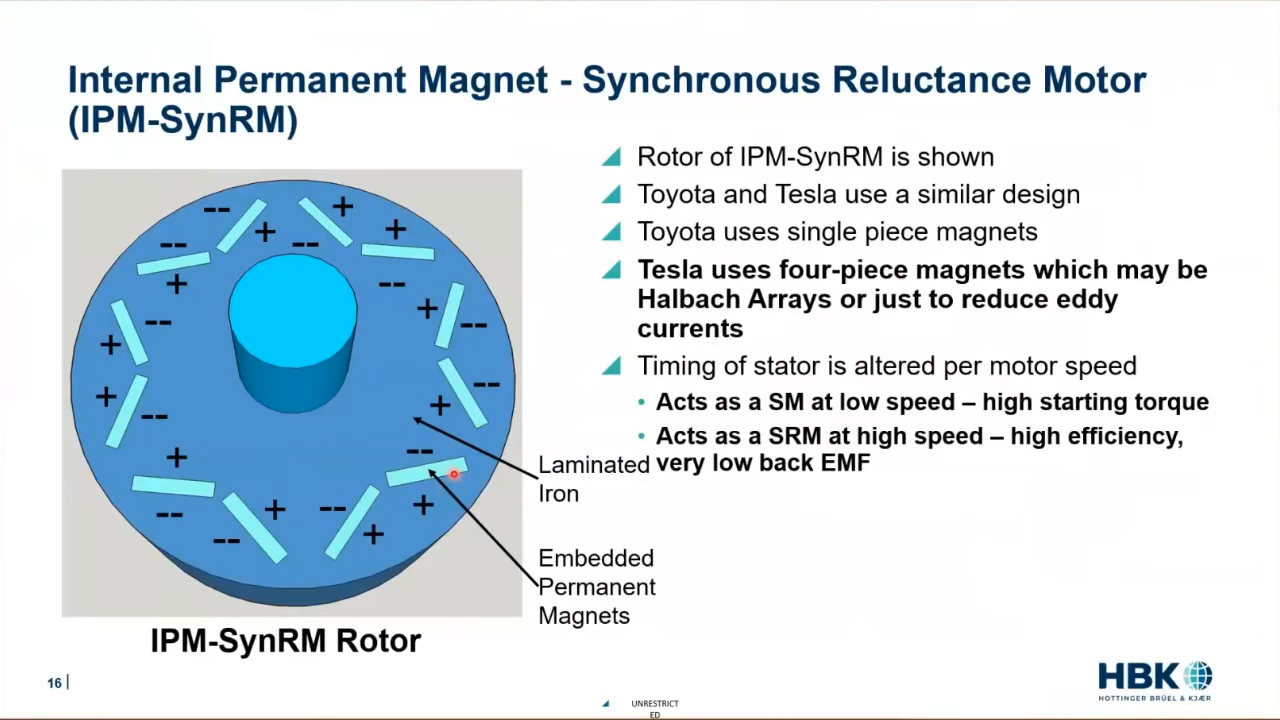 Internal Permanent Magnet - Synchronous Reluctance Motor
(IPM-SynRM)
Rotor of IPM-SynRM is shown
Toyota and Tesla use a similar design
Toyota uses single piece magnets
Tesla uses four-piece magnets which may be
Halbach Arrays or just to reduce eddy
currents
Timing of stator is altered per motor speed
• Acts as a SM at low speed – high starting torque
• Acts as a SRM at high speed – high efficiency,
very low back EMF
-- + + --
-- + -- +
+ -- + --
+ -- + --
+ -- -- +
-- + -- +
Laminated
Iron
Embedded
Permanent
Magnets
IPM-SynRM Rotor
16 |
UNRESTRICT
ED
HBK
HOTTINGER BRÜEL & KJÆR